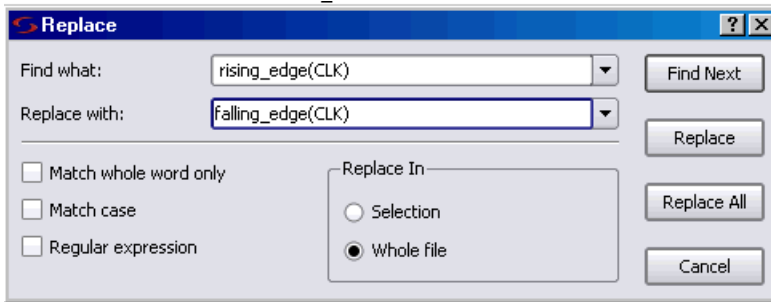 Replace
Find what: rising_edge(CLK) Find Next
Replace with: falling_edge(CLK)
Replace
Match whole word only Replace In
Match case Selection Replace All
Regular expression Whole file
Cancel